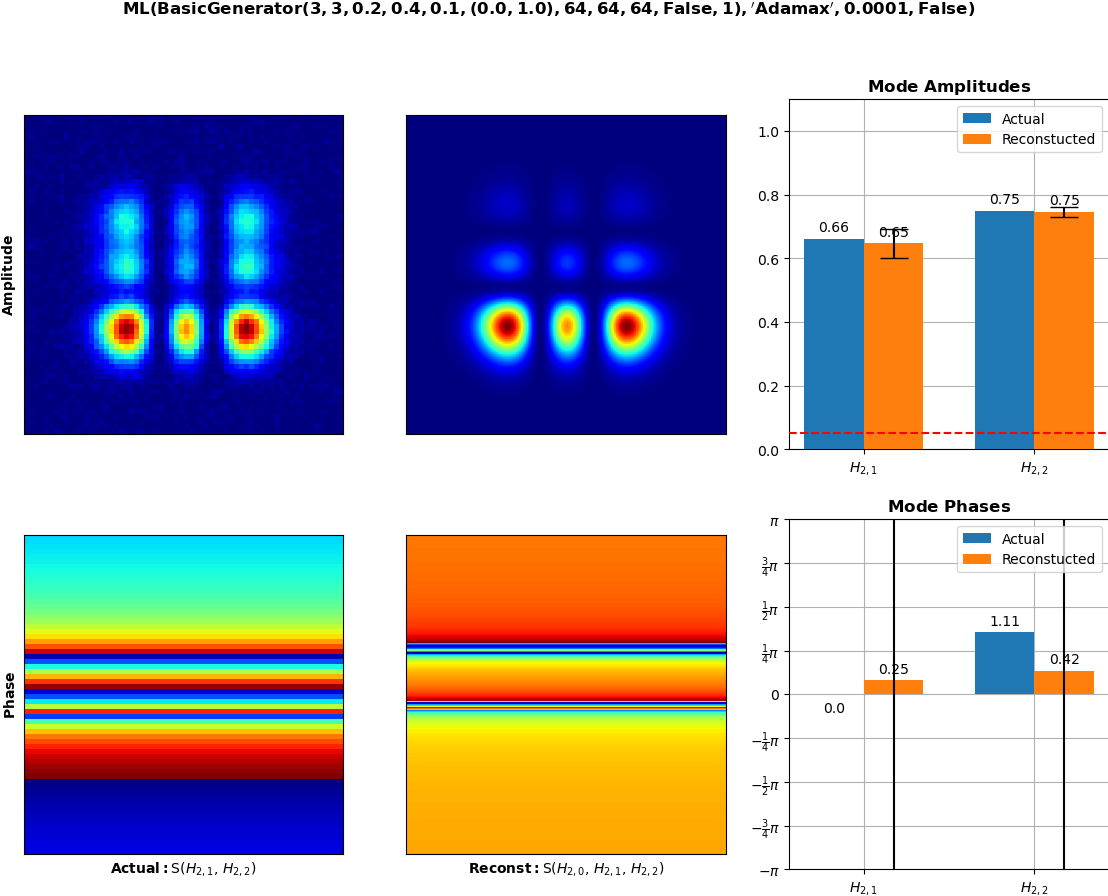 ML(BasicGenerator(3, 3, 0.2, 0.4, 0.1, (0.0, 1.0), 64, 64, 64, False, 1), 'Adamax', 0.0001, False)
Amplitude
Mode Amplitudes
Actual
Reconstucted
1.0
0.8
0.6
0.4
0.2
0.0
0.66
0.65
0.75
0.75
H2,1
H2,2
Phase
Actual: S(H2,1, H2,2)
Reconst: S(H2,0, H2,1, H2,2)
Mode Phases
Actual
Reconstucted
π
3/4π
1/2π
1/4π
0
−1/4π
−1/2π
−3/4π
−π
0.0
0.25
1.11
0.42
H2,1
H2,2